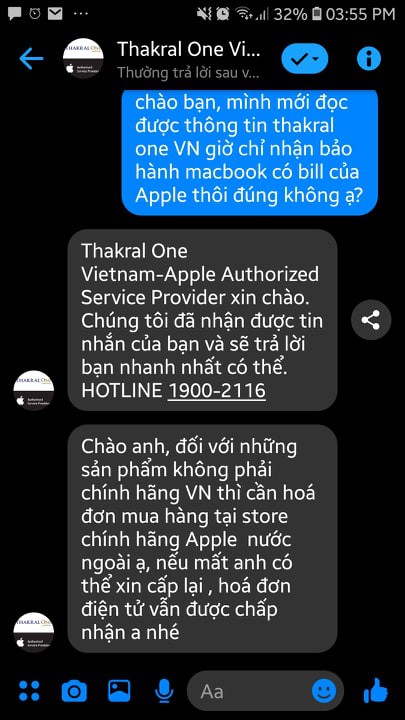 32% 03:55 PM
Thakral One Vi...
Thường trả lời sau v...
chào bạn, mình mới đọc
được thông tin thakral
one VN giờ chỉ nhận bảo
hành macbook có bill của
Apple thôi đúng không ạ?
Thakral One
Vietnam-Apple Authorized
Service Provider xin chào.
Chúng tôi đã nhận được tin
nhắn của bạn và sẽ trả lời
bạn nhanh nhất có thể.
HOTLINE 1900-2116
Chào anh, đối với những
sản phẩm không phải
chính hãng VN thì cần hoá
đơn mua hàng tại store
chính hãng Apple nước
ngoài ạ, nếu mất anh có
thể xin cấp lại , hoá đơn
điện tử vẫn được chấp
nhận a nhé
Aa